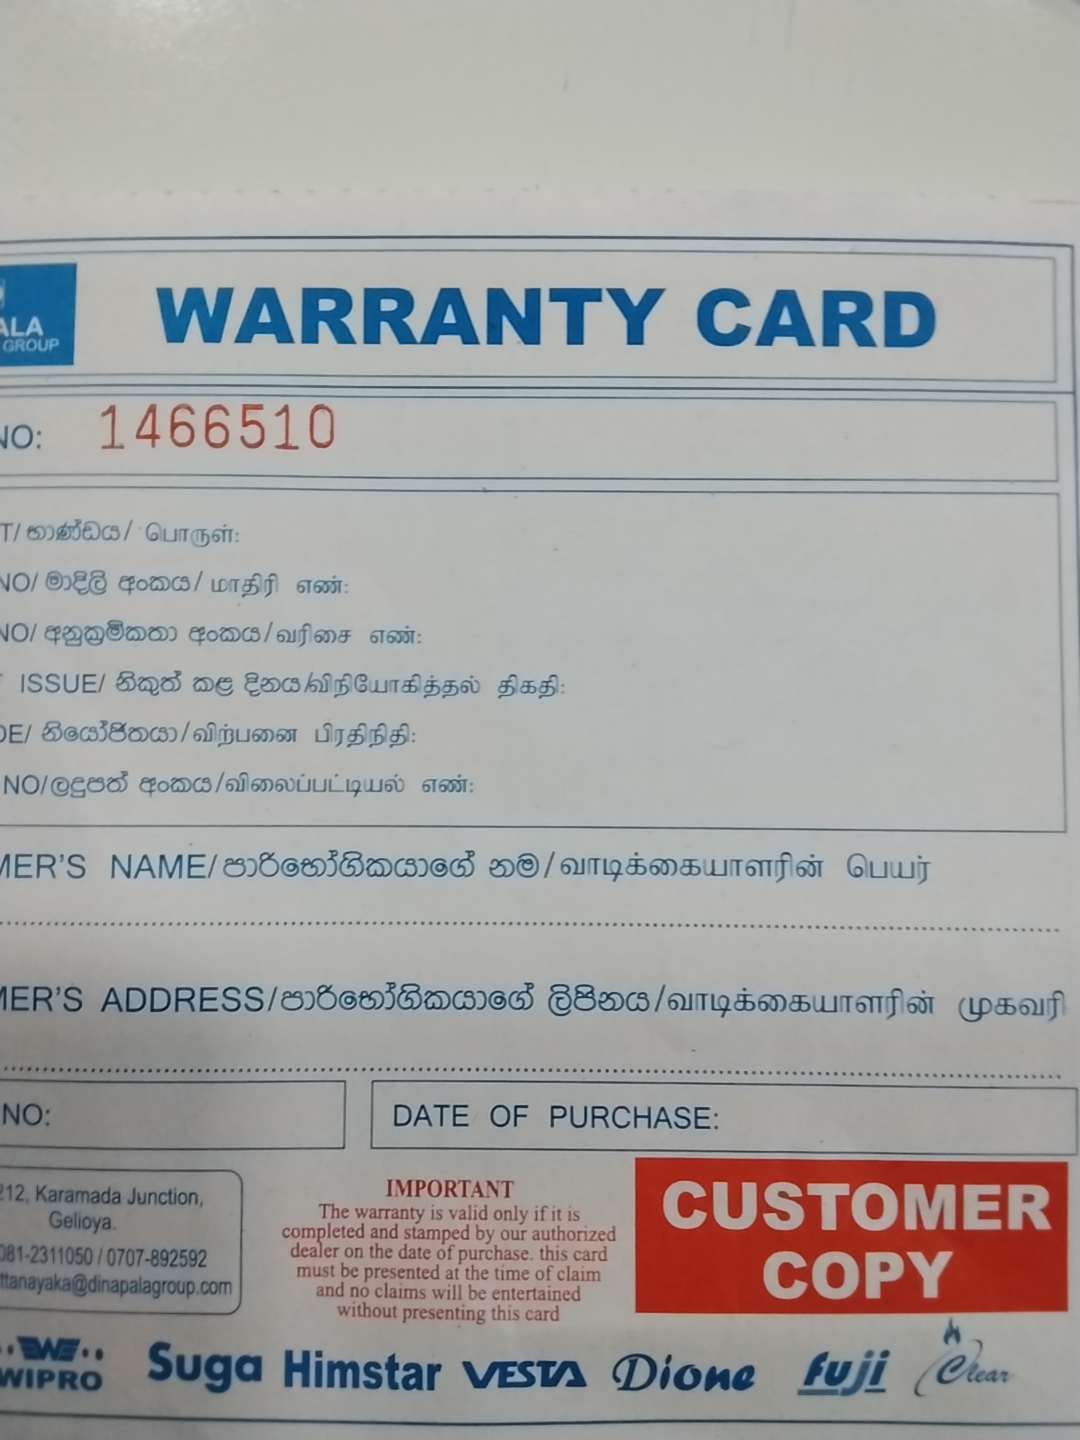 ALA
GROUP
WARRANTY CARD
NO: 1466510
T/භාණ්ඩය/ பொருள்:
NO/ මාදිලි අංකය/ மாதிரி எண்:
NO/ අනුක්‍රමිකතා අංකය/வரிசை எண்:
ISSUE/ නිකුත් කළ දිනය/விநியோகித்தல் திகதி:
DE/ නියෝජිතයා/விற்பனை பிரதிநிதி:
NO/ලදුපත් අංකය/விலைப்பட்டியல் எண்:
MER'S NAME/පාරිභෝගිකයාගේ නම/வாடிக்கையாளரின் பெயர்
MER'S ADDRESS/පාරිභෝගිකයාගේ ලිපිනය/வாடிக்கையாளரின் முகவரி
NO:
DATE OF PURCHASE:
212, Karamada Junction,
Gelioya.
081-2311050 / 0707-892592
ttanayaka@dinapalagroup.com
IMPORTANT
The warranty is valid only if it is
completed and stamped by our authorized
dealer on the date of purchase. this card
must be presented at the time of claim
and no claims will be entertained
without presenting this card
CUSTOMER
COPY
WIPRO Suga Himstar VESTA Dione fuji Clear